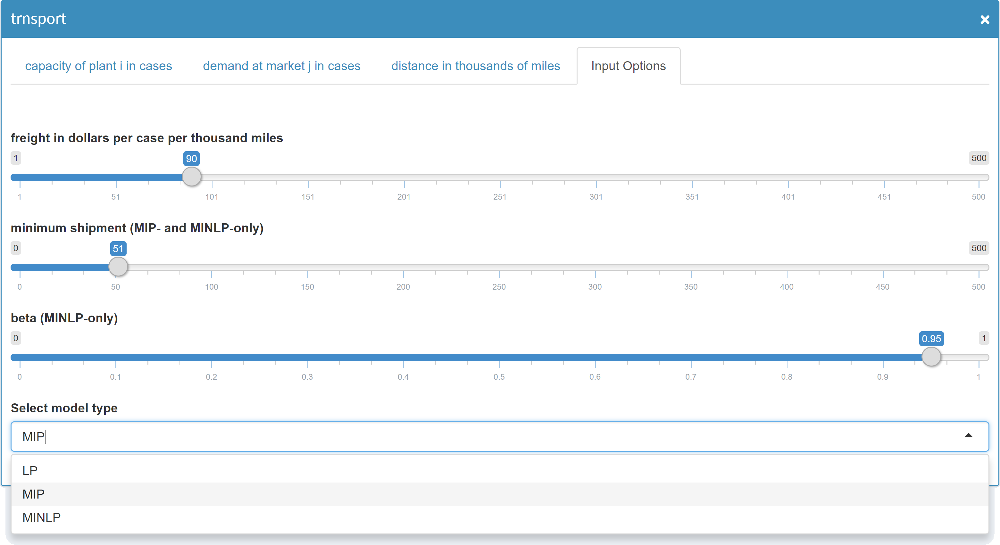 trnsport
capacity of plant i in cases demand at market j in cases distance in thousands of miles Input Options
freight in dollars per case per thousand miles
1 90 500
1 51 101 151 201 251 301 351 401 451 500
minimum shipment (MIP- and MINLP-only)
0 51 500
0 50 100 150 200 250 300 350 400 450 500
beta (MINLP-only)
0 0.95 1
0 0.1 0.2 0.3 0.4 0.5 0.6 0.7 0.8 0.9 1
Select model type
MIP
LP
MIP
MINLP